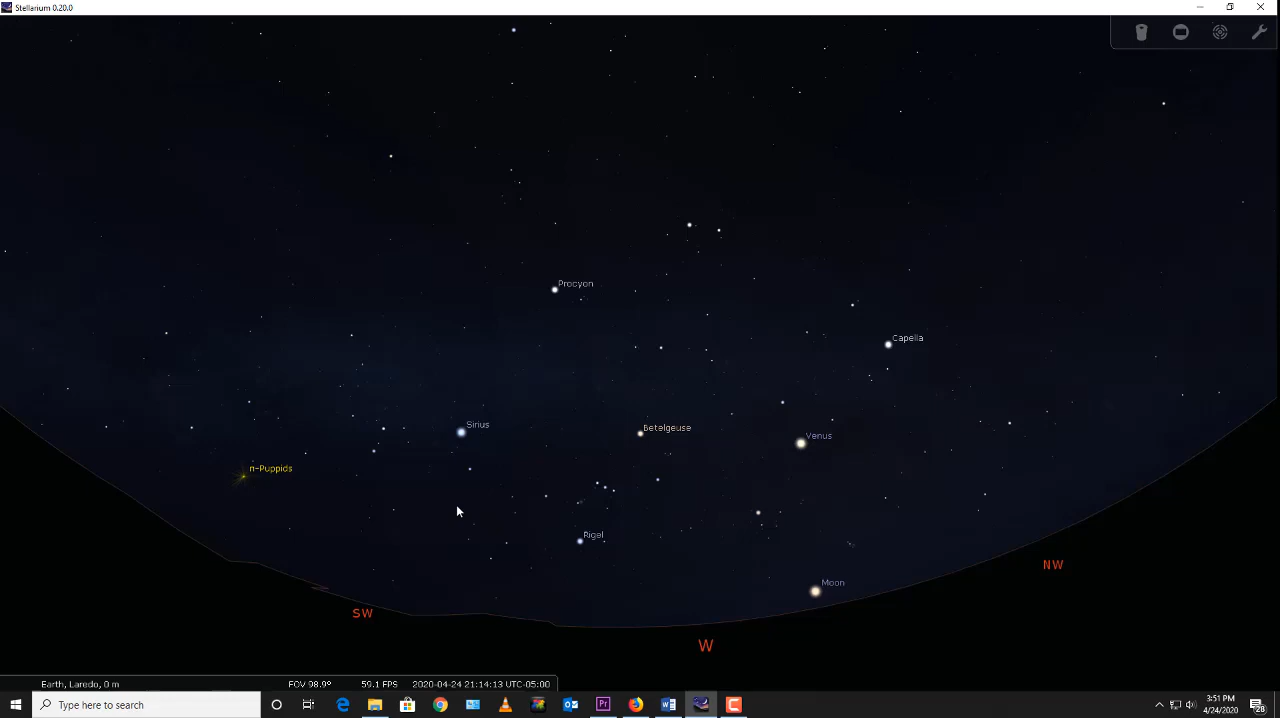 Stellarium 0.20.0
Procyon
Capella
Sirius
Betelgeuse
Venus
π-Puppids
Rigel
Moon
NW
SW
W
Earth, Laredo, 0 m FOV 98.9° 59.1 FPS 2020-04-24 21:14:13 UTC-05:00
Type here to search
Pr
3:51 PM
4/24/2020
28